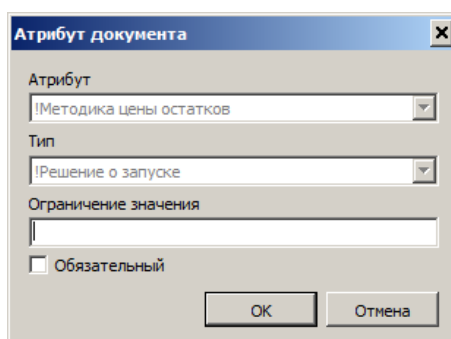 Атрибут документа
Атрибут
!Методика цены остатков
Тип
!Решение о запуске
Ограничение значения
Обязательный
OK Отмена